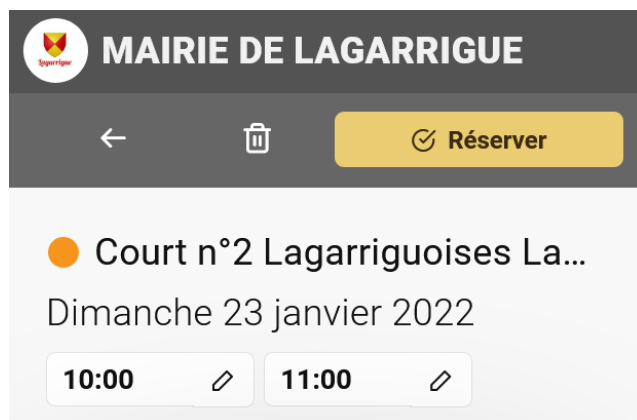 Lagarrigue
MAIRIE DE LAGARRIGUE
Réserver
Court n°2 Lagarriguoises La...
Dimanche 23 janvier 2022
10:00 11:00